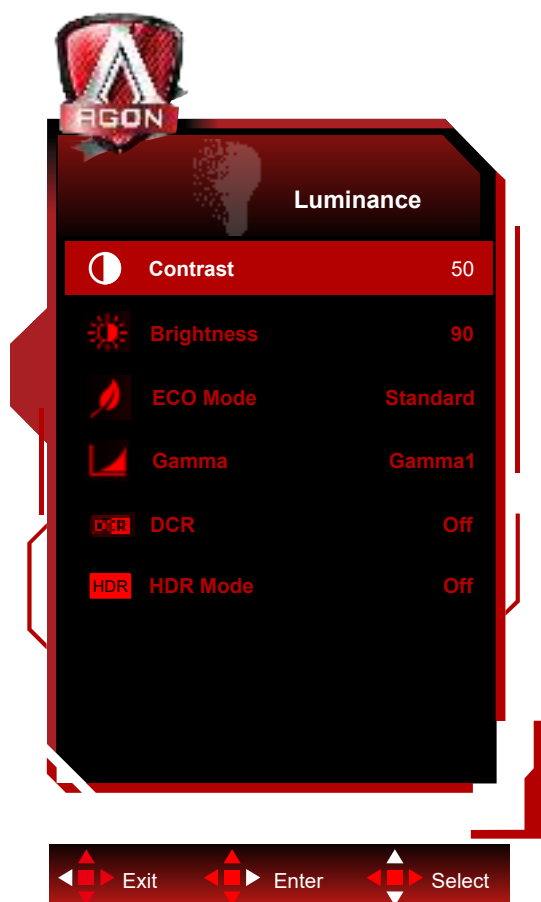 AGON
Luminance
Contrast 50
Brightness 90
ECO Mode Standard
Gamma Gamma1
DCR DCR Off
HDR HDR Mode Off
Exit Enter Select